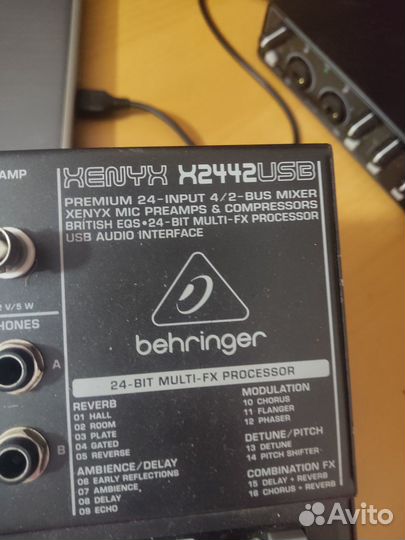 AMP
XENYX X2442USB
PREMIUM 24-INPUT 4/2-BUS MIXER
XENYX MIC PREAMPS & COMPRESSORS
BRITISH EQS•24-BIT MULTI-FX PROCESSOR
USB AUDIO INTERFACE
2 V/5 W
HONES
A
B
behringer
24-BIT MULTI-FX PROCESSOR
REVERB
01 HALL
02 ROOM
03 PLATE
04 GATED
05 REVERSE
AMBIENCE/DELAY
06 EARLY REFLECTIONS
07 AMBIENCE
08 DELAY
09 ECHO
MODULATION
10 CHORUS
11 FLANGER
12 PHASER
DETUNE/PITCH
13 DETUNE
14 PITCH SHIFTER
COMBINATION FX
15 DELAY + REVERB
16 CHORUS + REVERB
Avito